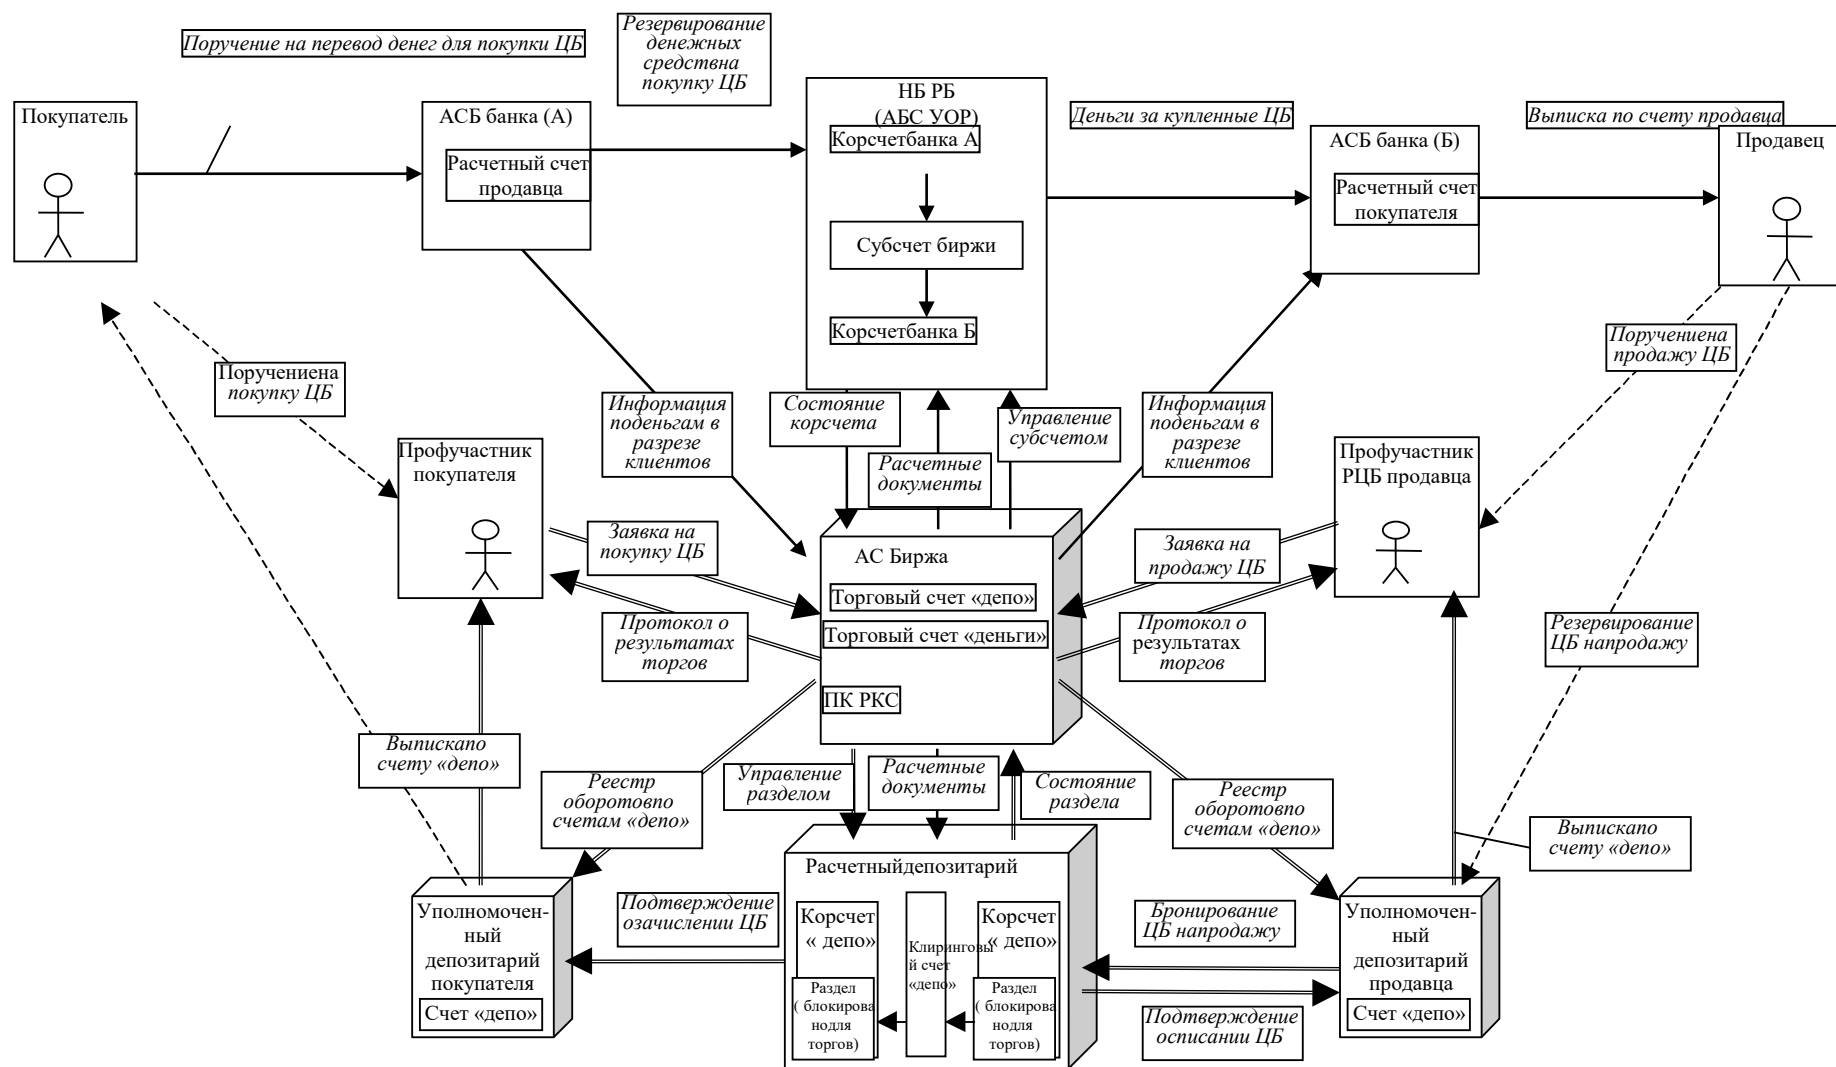 Поручение на перевод денег для покупки ЦБ
Резервирование
денежных
средствна
покупку ЦБ
Покупатель
АСБ банка (А)
Расчетный счет
продавца
НБ РБ
(АБС УОР)
Корсчетбанка А
Субсчет биржи
Корсчетбанка Б
Деньги за купленные ЦБ
АСБ банка (Б)
Расчетный счет
покупателя
Выписка по счету продавца
Продавец
Поручениена
покупку ЦБ
Информация
поденьгам в
разрезе
клиентов
Состояние
корсчета
Расчетные
документы
Управление
субсчетом
Информация
поденьгам в
разрезе
клиентов
Поручениена
продажу ЦБ
Профучастник
покупателя
Заявка на
покупку ЦБ
АС Биржа
Торговый счет «депо»
Торговый счет «деньги»
ПК РКС
Заявка на
продажу ЦБ
Профучастник
РЦБ продавца
Протокол о
результатах
торгов
Протокол о
результатах
торгов
Резервирование
ЦБ напродажу
Выпискапо
счету «депо»
Реестр
оборотовпо
счетам «депо»
Управление
разделом
Расчетные
документы
Состояние
раздела
Реестр
оборотовпо
счетам «депо»
Выпискапо
счету «депо»
Уполномочен-
ный
депозитарий
покупателя
Счет «депо»
Подтверждение
озачислении ЦБ
Расчетныйдепозитарий
Корсчет
« депо»
Раздел
( блокирова
нодля
торгов)
Клиринговы
й счет
«депо»
Корсчет
« депо»
Раздел
( блокирова
нодля
торгов)
Бронирование
ЦБ напродажу
Подтверждение
осписании ЦБ
Уполномочен-
ный
депозитарий
продавца
Счет «депо»